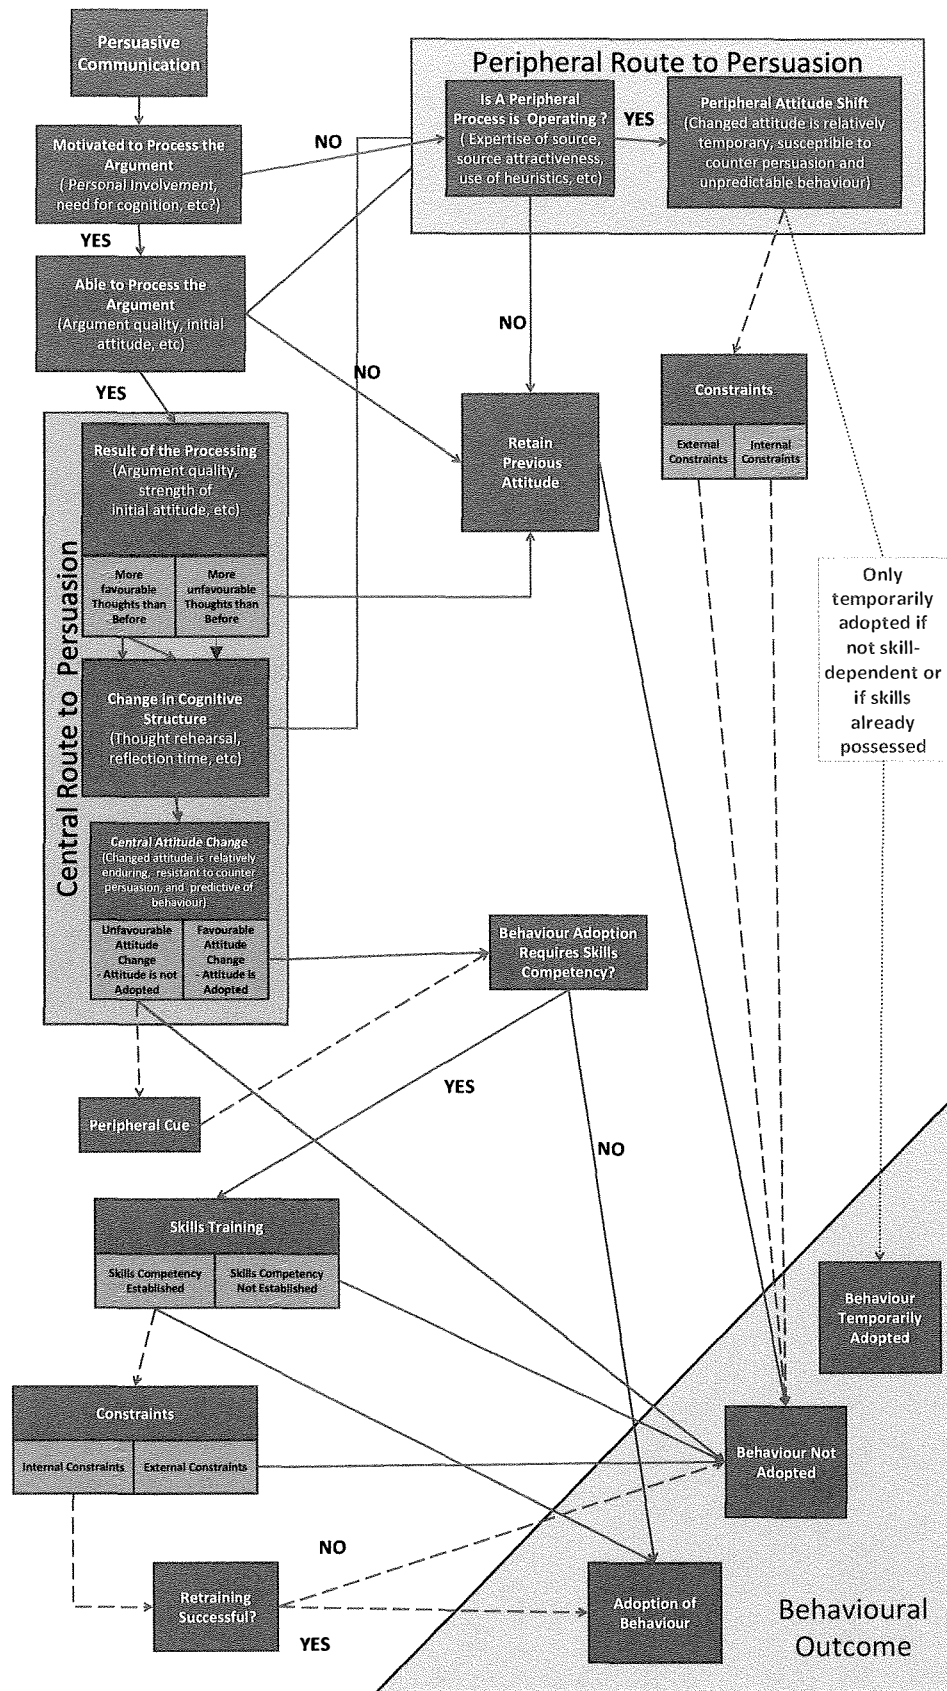 Persuasive
Communication
Peripheral Route to Persuasion
Is A Peripheral
Process is Operating ?
( Expertise of source,
source attractiveness,
use of heuristics, etc)
YES
Peripheral Attitude Shift
(Changed attitude is relatively
temporary, susceptible to
counter persuasion and
unpredictable behaviour)
NO
Motivated to Process the
Argument
( Personal Involvement,
need for cognition, etc?)
YES
Able to Process the
Argument
(Argument quality, initial
attitude, etc)
NO
NO
YES
Constraints
External
Constraints
Internal
Constraints
Retain
Previous
Attitude
Central Route to Persuasion
Result of the Processing
(Argument quality,
strength of
initial attitude, etc)
More
favourable
Thoughts than
Before
More
unfavourable
Thoughts than
Before
Only
temporarily
adopted if
not skill-
dependent or
if skills
already
possessed
Change in Cognitive
Structure
(Thought rehearsal,
reflection time, etc)
Central Attitude Change
(Changed attitude is relatively
enduring, resistant to counter
persuasion, and predictive of
behaviour)
Unfavourable
Attitude
Change
- Attitude is not
Adopted
Favourable
Attitude
Change
- Attitude is
Adopted
Behaviour Adoption
Requires Skills
Competency?
YES
NO
Peripheral Cue
Skills Training
Skills Competency
Established
Skills Competency
Not Established
Behaviour
Temporarily
Adopted
Constraints
Internal Constraints
External Constraints
Behaviour Not
Adopted
NO
Retraining
Successful?
YES
Adoption of
Behaviour
Behavioural
Outcome